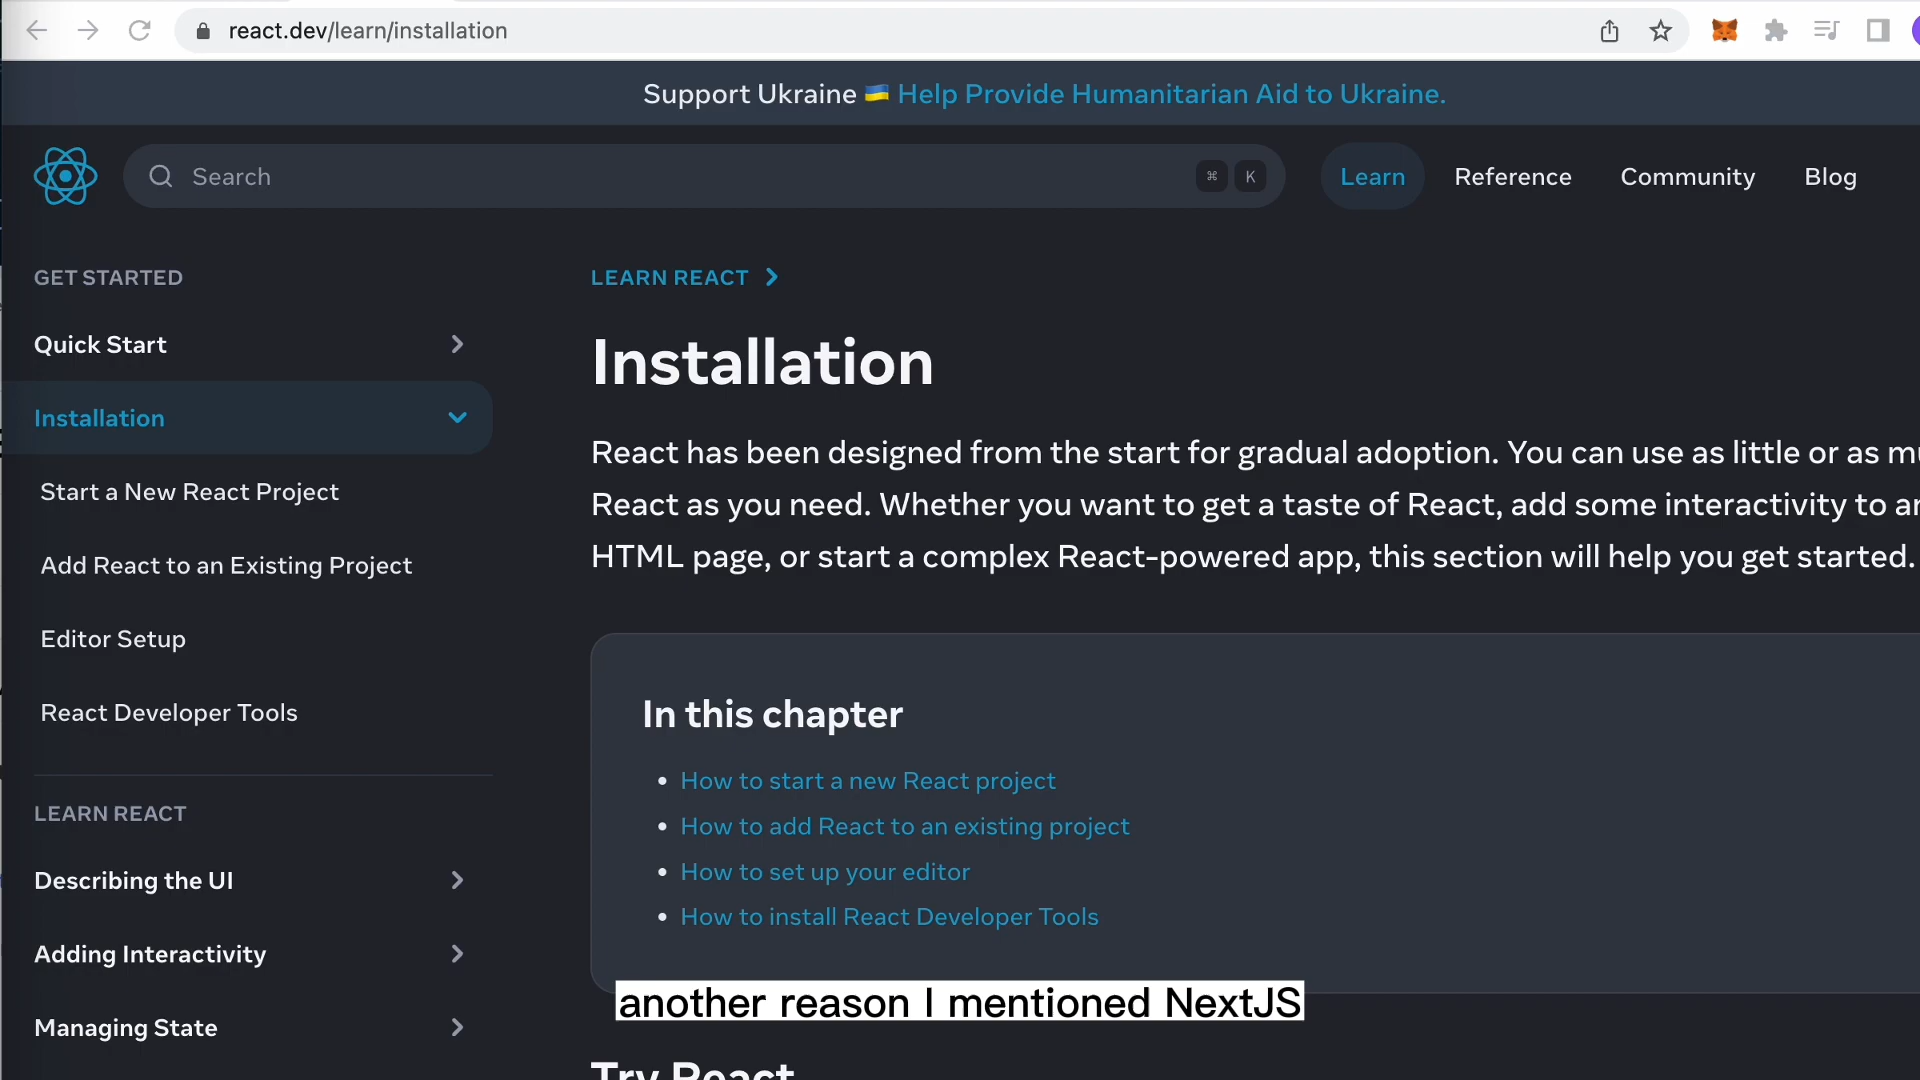 react.dev/learn/installation
Support Ukraine 🇺🇦 Help Provide Humanitarian Aid to Ukraine.
Search
⌘ K
Learn
Reference
Community
Blog
GET STARTED
Quick Start
Installation
Start a New React Project
Add React to an Existing Project
Editor Setup
React Developer Tools
LEARN REACT
Describing the UI
Adding Interactivity
Managing State
LEARN REACT
Installation
React has been designed from the start for gradual adoption. You can use as little or as
React as you need. Whether you want to get a taste of React, add some interactivity to
HTML page, or start a complex React-powered app, this section will help you get started.
In this chapter
• How to start a new React project
• How to add React to an existing project
• How to set up your editor
• How to install React Developer Tools
another reason I mentioned NextJS
Try React